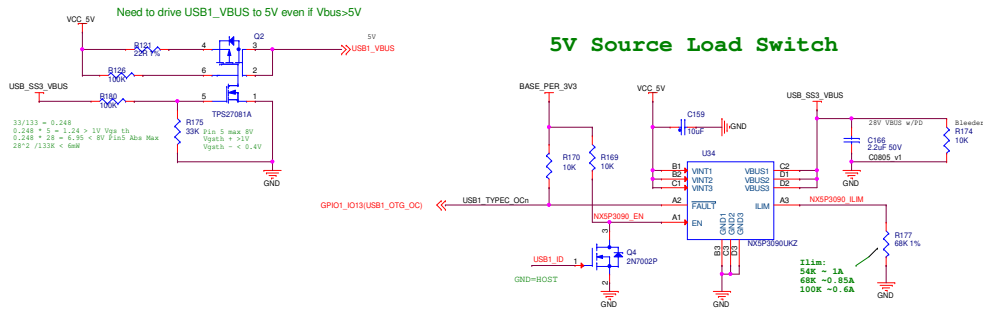 Need to drive USB1_VBUS to 5V even if Vbus>5V
VCC_5V
R121
22R 1%
4
Q2
3
5V
USB1_VBUS
R126
100K
6
2
USB_SS3_VBUS
R180
100K
5
1
TPS27081A
R175
33K
33/133 = 0.248
0.248 * 5 = 1.24 > 1V Vgs th
0.248 * 28 = 6.95 < 8V Pin5 Abs Max
28^2 /133K < 6mW
Pin 5 max 8V
Vgsth + >1V
Vgsth - < 0.4V
GND
5V Source Load Switch
BASE_PER_3V3
VCC_5V
USB_SS3_VBUS
C159
10uF
GND
28V VBUS w/PD
Bleeder
R174
10K
C166
2.2uF 50V
C0805_v1
GND
R170
10K
R169
10K
U34
B1
B2
C1
VINT1
VINT2
VINT3
VBUS1
VBUS2
VBUS3
C2
D1
D2
GPIO1_IO13(USB1_OTG_OC)
USB1_TYPEC_OCn
A2
FAULT
ILIM
A3
NX5P3090_ILIM
NX5P3090_EN
A1
EN
GND1
GND2
GND3
NX5P3090UKZ
B3
C3
D3
GND
R177
68K 1%
GND
Ilim:
54K ~ 1A
68K ~0.85A
100K ~0.6A
USB1_ID
1
3
Q4
2N7002P
2
GND=HOST
GND